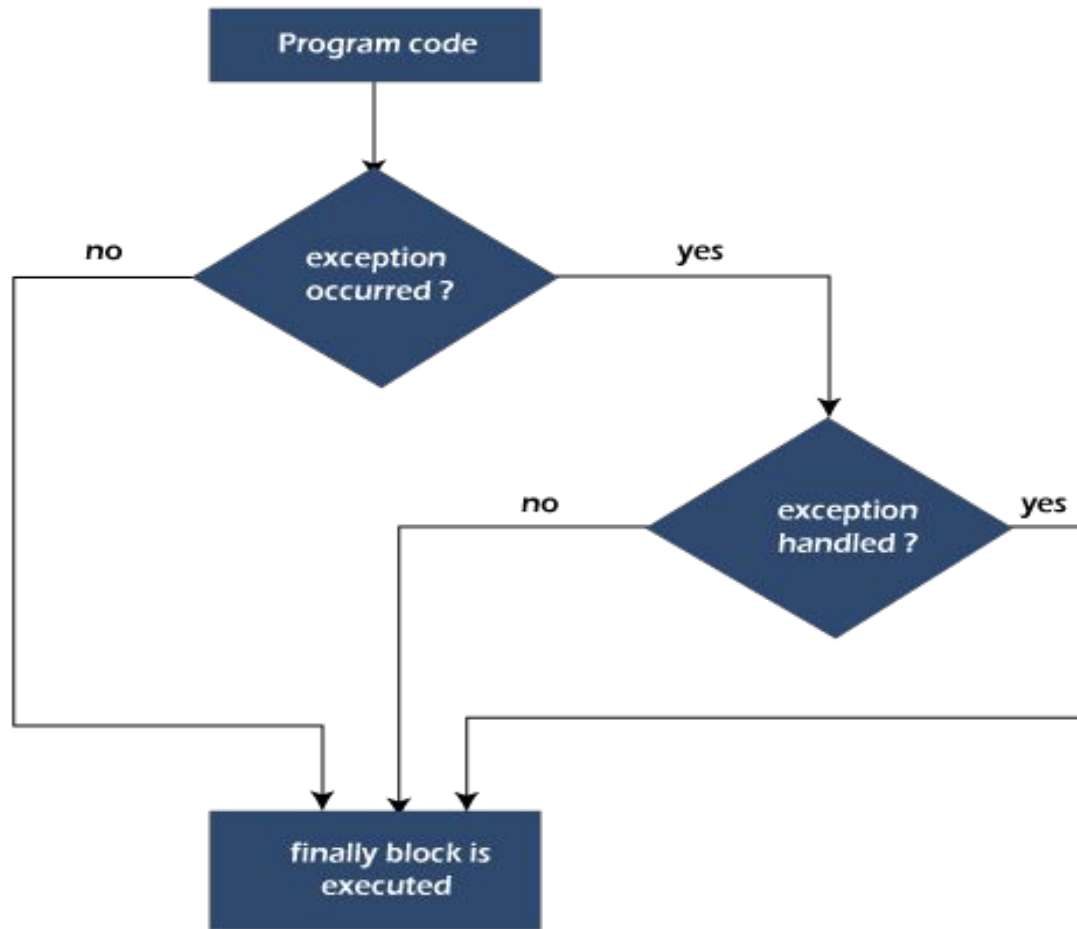 Program code
no
exception
occurred ?
yes
no
exception
handled ?
yes
finally block is
executed